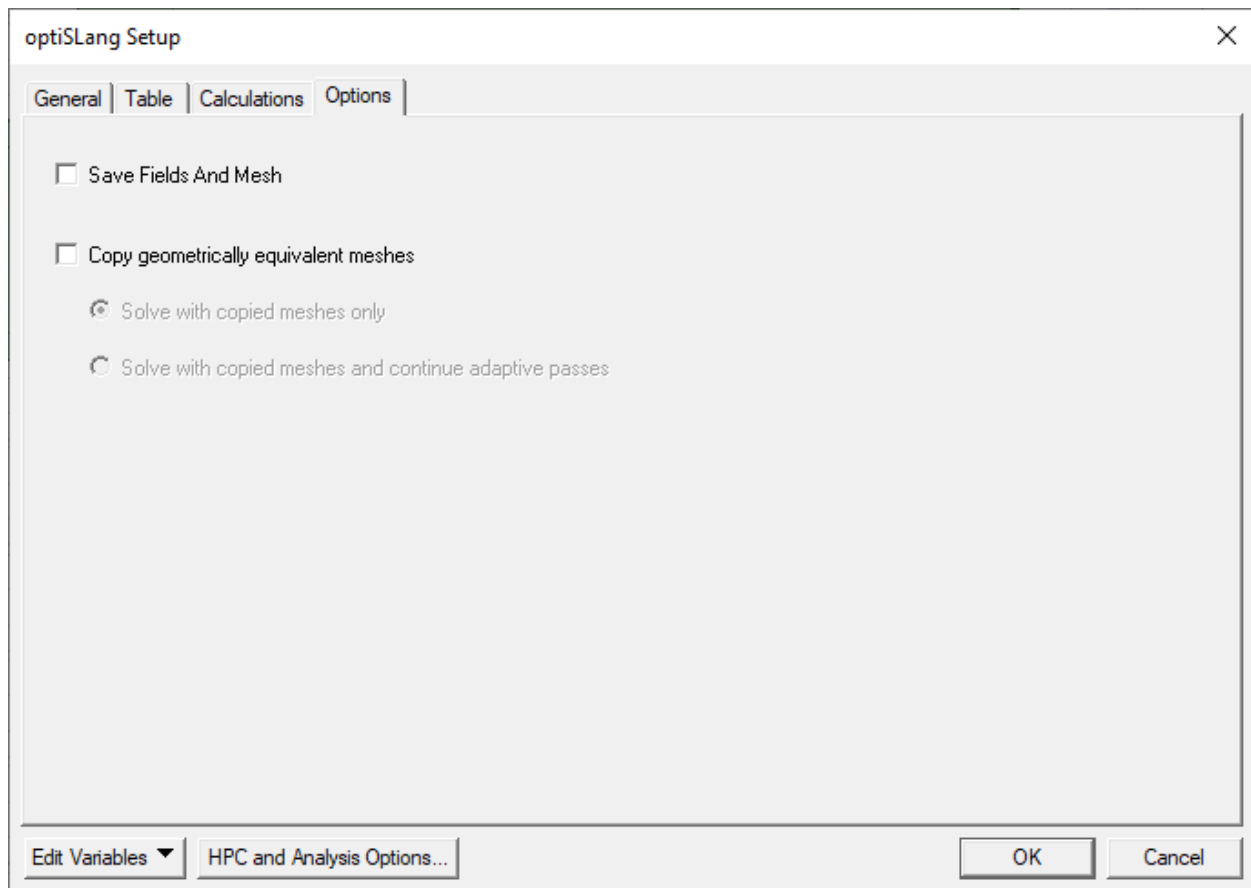 optiSLang Setup
General Table Calculations Options
Save Fields And Mesh
Copy geometrically equivalent meshes
Solve with copied meshes only
Solve with copied meshes and continue adaptive passes
Edit Variables HPC and Analysis Options... OK Cancel